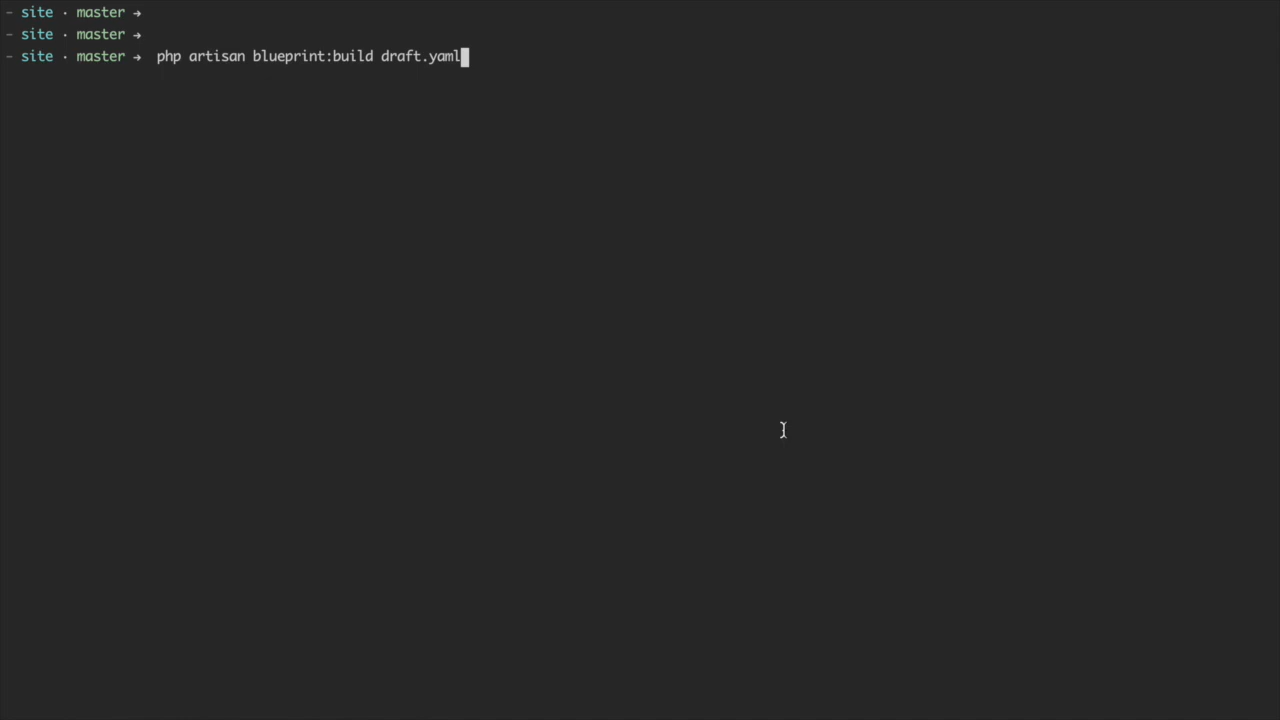 - site · master →
- site · master →
- site · master → php artisan blueprint:build draft.yaml